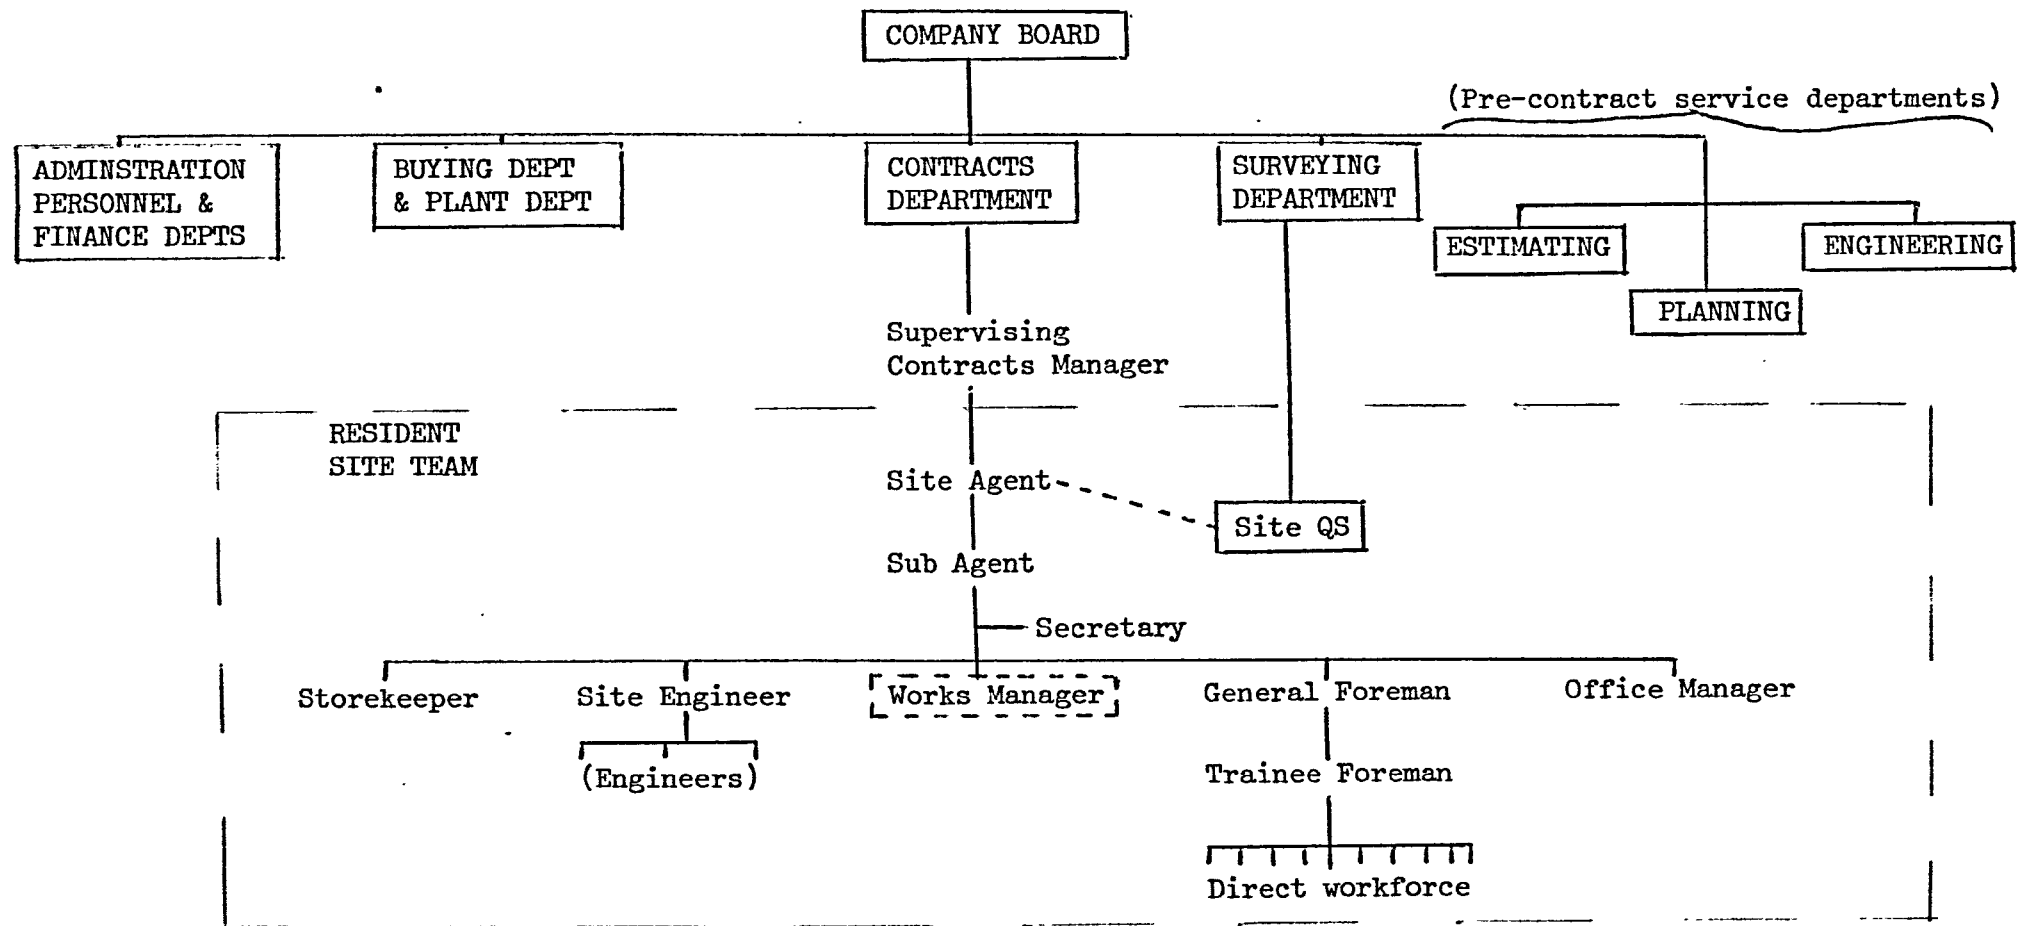 COMPANY BOARD
(Pre-contract service departments)
ADMINSTRATION
PERSONNEL &
FINANCE DEPTS
BUYING DEPT
& PLANT DEPT
CONTRACTS
DEPARTMENT
SURVEYING
DEPARTMENT
ESTIMATING
ENGINEERING
PLANNING
Supervising
Contracts Manager
RESIDENT
SITE TEAM
Site Agent
Site QS
Sub Agent
Secretary
Storekeeper
Site Engineer
Works Manager
General Foreman
Office Manager
(Engineers)
Trainee Foreman
Direct workforce